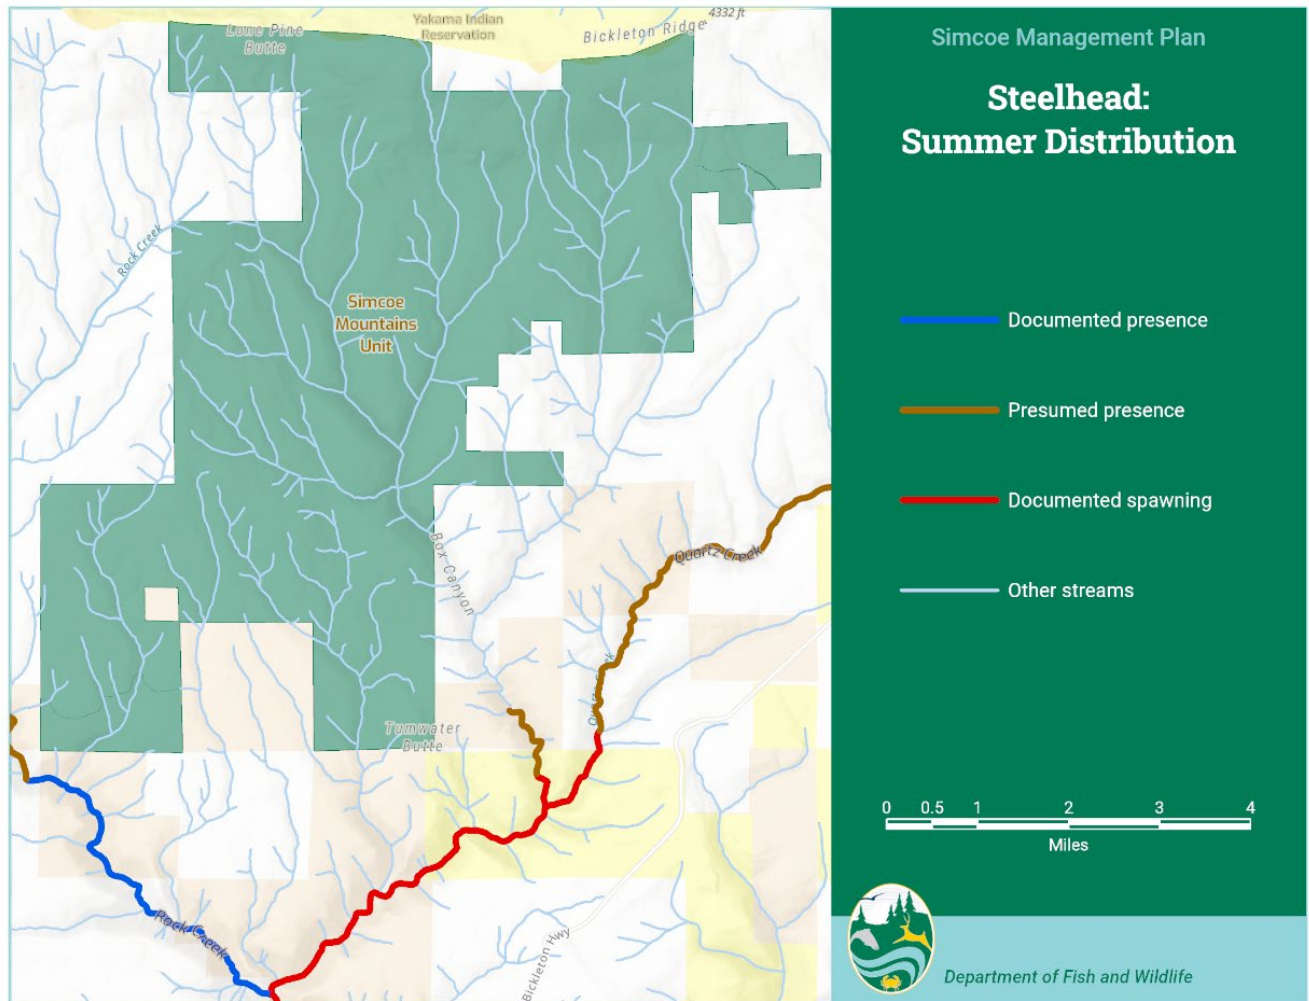 Yakama Indian
Reservation
Lone Pine
Butte
Bickleton Ridge
4332 ft
Rock Creek
Simcoe
Mountains
Unit
Box Canyon
Quartz Creek
Quartz Creek
Tumwater
Butte
Rock Creek
Bickleton Hwy
Simcoe Management Plan
Steelhead:
Summer Distribution
Documented presence
Presumed presence
Documented spawning
Other streams
0 0.5 1 2 3 4
Miles
Department of Fish and Wildlife